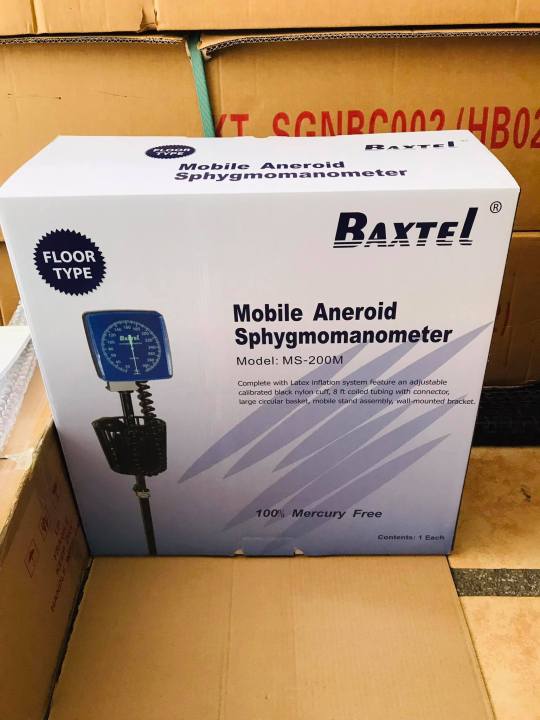 FLOOR
TYPE
Mobile Aneroid
Sphygmomanometer
BAXTEL
BAXTEL ®
FLOOR
TYPE
Baxtel
Mobile Aneroid
Sphygmomanometer
Model: MS-200M
Complete with Latex inflation system feature an adjustable
calibrated black nylon cuff, 8 ft coiled tubing with connector,
large circular basket, mobile stand assembly, wall-mounted bracket.
100% Mercury Free
Contents: 1 Each